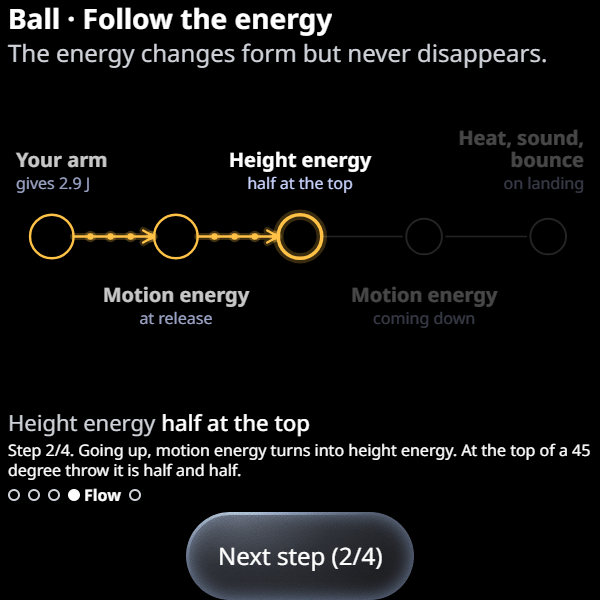 Ball · Follow the energy
The energy changes form but never disappears.
Your arm
gives 2.9 J
Height energy
half at the top
Heat, sound,
bounce
on landing
Motion energy
at release
Motion energy
coming down
Height energy half at the top
Step 2/4. Going up, motion energy turns into height energy. At the top of a 45
degree throw it is half and half.
Flow
Next step (2/4)